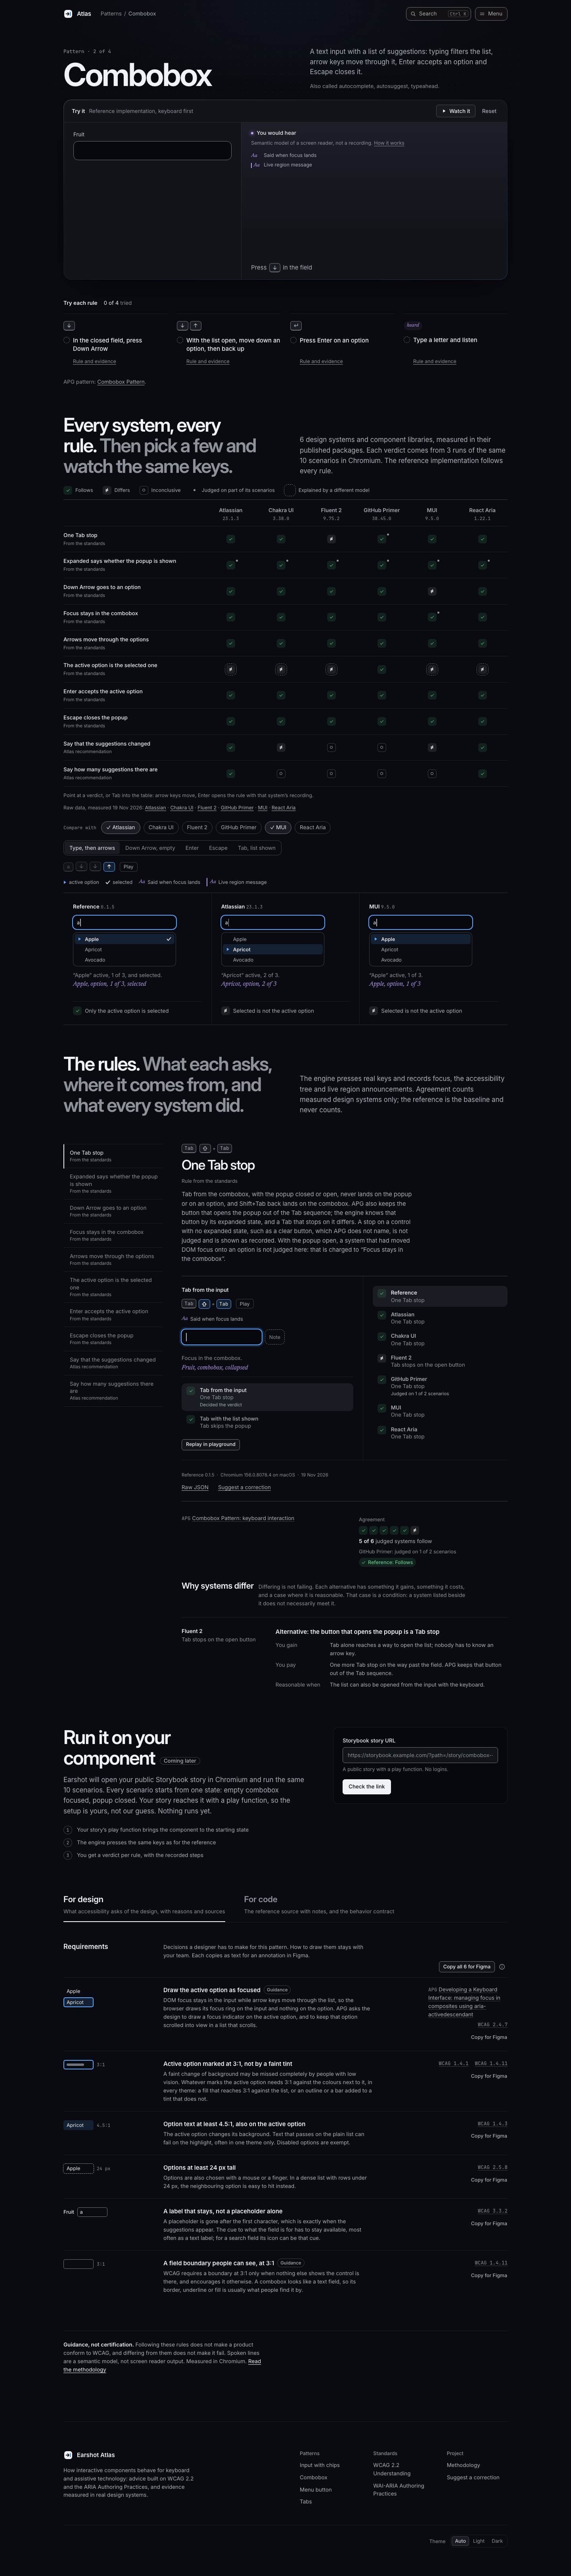 Atlas
Patterns / Combobox
Search Ctrl K
Menu
Pattern · 2 of 4
Combobox
A text input with a list of suggestions: typing filters the list,
arrow keys move through it, Enter accepts an option and
Escape closes it.
Also called autocomplete, autosuggest, typeahead.
Try it Reference implementation, keyboard first
Watch it
Reset
Fruit
You would hear
Semantic model of a screen reader, not a recording. How it works
Aa Said when focus lands
Aa Live region message
Press ↓ in the field
Try each rule 0 of 4 tried
↓
In the closed field, press
Down Arrow
Rule and evidence
↓ ↑
With the list open, move down an
option, then back up
Rule and evidence
↵
Press Enter on an option
Rule and evidence
heard
Type a letter and listen
Rule and evidence
APG pattern: Combobox Pattern.
Every system, every
rule. Then pick a few and
watch the same keys.
6 design systems and component libraries, measured in their
published packages. Each verdict comes from 3 runs of the same
10 scenarios in Chromium. The reference implementation follows
every rule.
Follows
Differs
Inconclusive
* Judged on part of its scenarios
Explained by a different model
Atlassian Chakra UI Fluent 2 GitHub Primer MUI React Aria
One Tab stop
From the standards
Expanded says whether the popup is shown
From the standards
Down Arrow goes to an option
From the standards
Focus stays in the combobox
From the standards
Arrows move through the options
From the standards
The active option is the selected one
From the standards
Enter accepts the active option
From the standards
Escape closes the popup
From the standards
Say that the suggestions changed
Atlas recommendation
Say how many suggestions there are
Atlas recommendation
Point at a verdict, or Tab into the table: arrow keys move, Enter opens the rule with that system's recording.
Raw data, measured 19 Nov 2026: Atlassian · Chakra UI · Fluent 2 · GitHub Primer · MUI · React Aria
Compare with ✓ Atlassian Chakra UI Fluent 2 GitHub Primer ✓ MUI React Aria
Type, then arrows Down Arrow, empty Enter Escape Tab, list shown
↓ ↓ ↑ Play
active option
selected
Aa Said when focus lands
Aa Live region message
Reference
a
Apple
Apricot
Avocado
"Apple" active, 1 of 3, and selected.
Apple, option, 1 of 3, selected
Only the active option is selected
Atlassian
a
Apple
Apricot
Avocado
"Apricot" active, 2 of 3.
Apricot, option, 2 of 3
Selected is not the active option
MUI
a
Apple
Apricot
Avocado
"Apple" active, 1 of 3.
Apple, option, 1 of 3
Selected is not the active option
The rules. What each asks,
where it comes from, and
what every system did.
The engine presses real keys and records focus, the accessibility
tree and live region announcements. Agreement counts
measured design systems only; the reference is the baseline and
never counts.
One Tab stop
From the standards
Expanded says whether the popup
is shown
From the standards
Down Arrow goes to an option
From the standards
Focus stays in the combobox
From the standards
Arrows move through the options
From the standards
The active option is the selected
one
From the standards
Enter accepts the active option
From the standards
Escape closes the popup
From the standards
Say that the suggestions changed
Atlas recommendation
Say how many suggestions there
are
Atlas recommendation
Tab ⇧ + Tab
One Tab stop
Rule from the standards
Tab from the combobox, with the popup closed or open, never lands on the popup
or on an option, and Shift+Tab back lands on the combobox. APG also keeps the
button that opens the popup out of the Tab sequence; the engine knows that
button by its expanded state, and a Tab that stops on it differs. A stop on a control
with no expanded state, such as a clear button, which APG does not name, is not
judged and is shown as recorded. With the popup open, a system that had moved
DOM focus onto an option is not judged here: that is charged to "Focus stays in
the combobox".
Tab from the input
Tab ⇧ + Tab Play
Aa Said when focus lands
Note
Focus in the combobox.
Fruit, combobox, collapsed
Tab from the input
One Tab stop
Decided the verdict
Tab with the list shown
Tab skips the popup
Replay in playground
Reference
One Tab stop
Atlassian
One Tab stop
Chakra UI
One Tab stop
Fluent 2
Tab stops on the open button
GitHub Primer
One Tab stop
Judged on 1 of 2 scenarios
MUI
One Tab stop
React Aria
One Tab stop
Raw JSON
Suggest a correction
APG Combobox Pattern: keyboard interaction
Agreement
5 of 6 judged systems follow
GitHub Primer: judged on 1 of 2 scenarios
Reference: Follows
Why systems differ
Differing is not failing. Each alternative has something it gains, something it costs,
and a case where it is reasonable. That case is a condition: a system listed beside
it does not necessarily meet it.
Fluent 2
Tab stops on the open button
Alternative: the button that opens the popup is a Tab stop
You gain
Tab alone reaches a way to open the list; nobody has to know an
arrow key.
You pay
One more Tab stop on the way past the field. APG keeps that button
out of the Tab sequence.
Reasonable when
The list can also be opened from the input with the keyboard.
Run it on your
component Coming later
Earshot will open your public Storybook story in Chromium and run the same
10 scenarios. Every scenario starts from one state: empty combobox
focused, popup closed. Your story reaches it with a play function, so the
setup is yours, not our guess. Nothing runs yet.
1 Your story's play function brings the component to the starting state
2 The engine presses the same keys as for the reference
3 You get a verdict per rule, with the recorded steps
Storybook story URL
https://storybook.example.com/?path=/story/combobox--
A public story with a play function. No logins.
Check the link
For design
What accessibility asks of the design, with reasons and sources
For code
The reference source with notes, and the behavior contract
Requirements
Decisions a designer has to make for this pattern. How to draw them stays with
your team. Each copies as text for an annotation in Figma.
Copy all 6 for Figma
Apple
Apricot
Draw the active option as focused Guidance
DOM focus stays in the input while arrow keys move through the list, so the
browser draws its focus ring on the input and nothing on the option. APG asks the
design to draw a focus indicator on the active option, and to keep that option
scrolled into view in a list that scrolls.
APG Developing a Keyboard
Interface: managing focus in
composites using aria-
activedescendant
WCAG 2.4.7
Copy for Figma
3:1
Active option marked at 3:1, not by a faint tint
A faint change of background may be missed completely by people with low
vision. Whatever marks the active option needs 3:1 against the colours next to it, in
every theme: a fill that reaches 3:1 against the list, or an outline or a bar added to a
tint that does not.
WCAG 1.4.1 WCAG 1.4.11
Copy for Figma
Apricot 4.5:1
Option text at least 4.5:1, also on the active option
The active option changes its background. Text that passes on the plain list can
fail on the highlight, often in one theme only. Disabled options are exempt.
WCAG 1.4.3
Copy for Figma
Apple 24 px
Options at least 24 px tall
Options are also chosen with a mouse or a finger. In a dense list with rows under
24 px, the neighbouring option is easy to hit instead.
WCAG 2.5.8
Copy for Figma
Fruit a
A label that stays, not a placeholder alone
A placeholder is gone after the first character, which is exactly when the
suggestions appear. The cue to what the field is for has to stay available, most
often as a text label; for a search field its icon can be that cue.
WCAG 3.3.2
Copy for Figma
3:1
A field boundary people can see, at 3:1 Guidance
WCAG requires a boundary at 3:1 only when nothing else shows the control is
there, and encourages it otherwise. A combobox looks like a text field, so its
border, underline or fill is usually what people find it by.
WCAG 1.4.11
Copy for Figma
Guidance, not certification. Following these rules does not make a product
conform to WCAG, and differing from them does not make it fail. Spoken lines
are a semantic model, not screen reader output. Measured in Chromium. Read
the methodology
Earshot Atlas
How interactive components behave for keyboard
and assistive technology: advice built on WCAG 2.2
and the ARIA Authoring Practices, and evidence
measured in real design systems.
Patterns
Input with chips
Combobox
Menu button
Tabs
Standards
WCAG 2.2
Understanding
WAI-ARIA Authoring
Practices
Project
Methodology
Suggest a correction
Theme Auto Light Dark